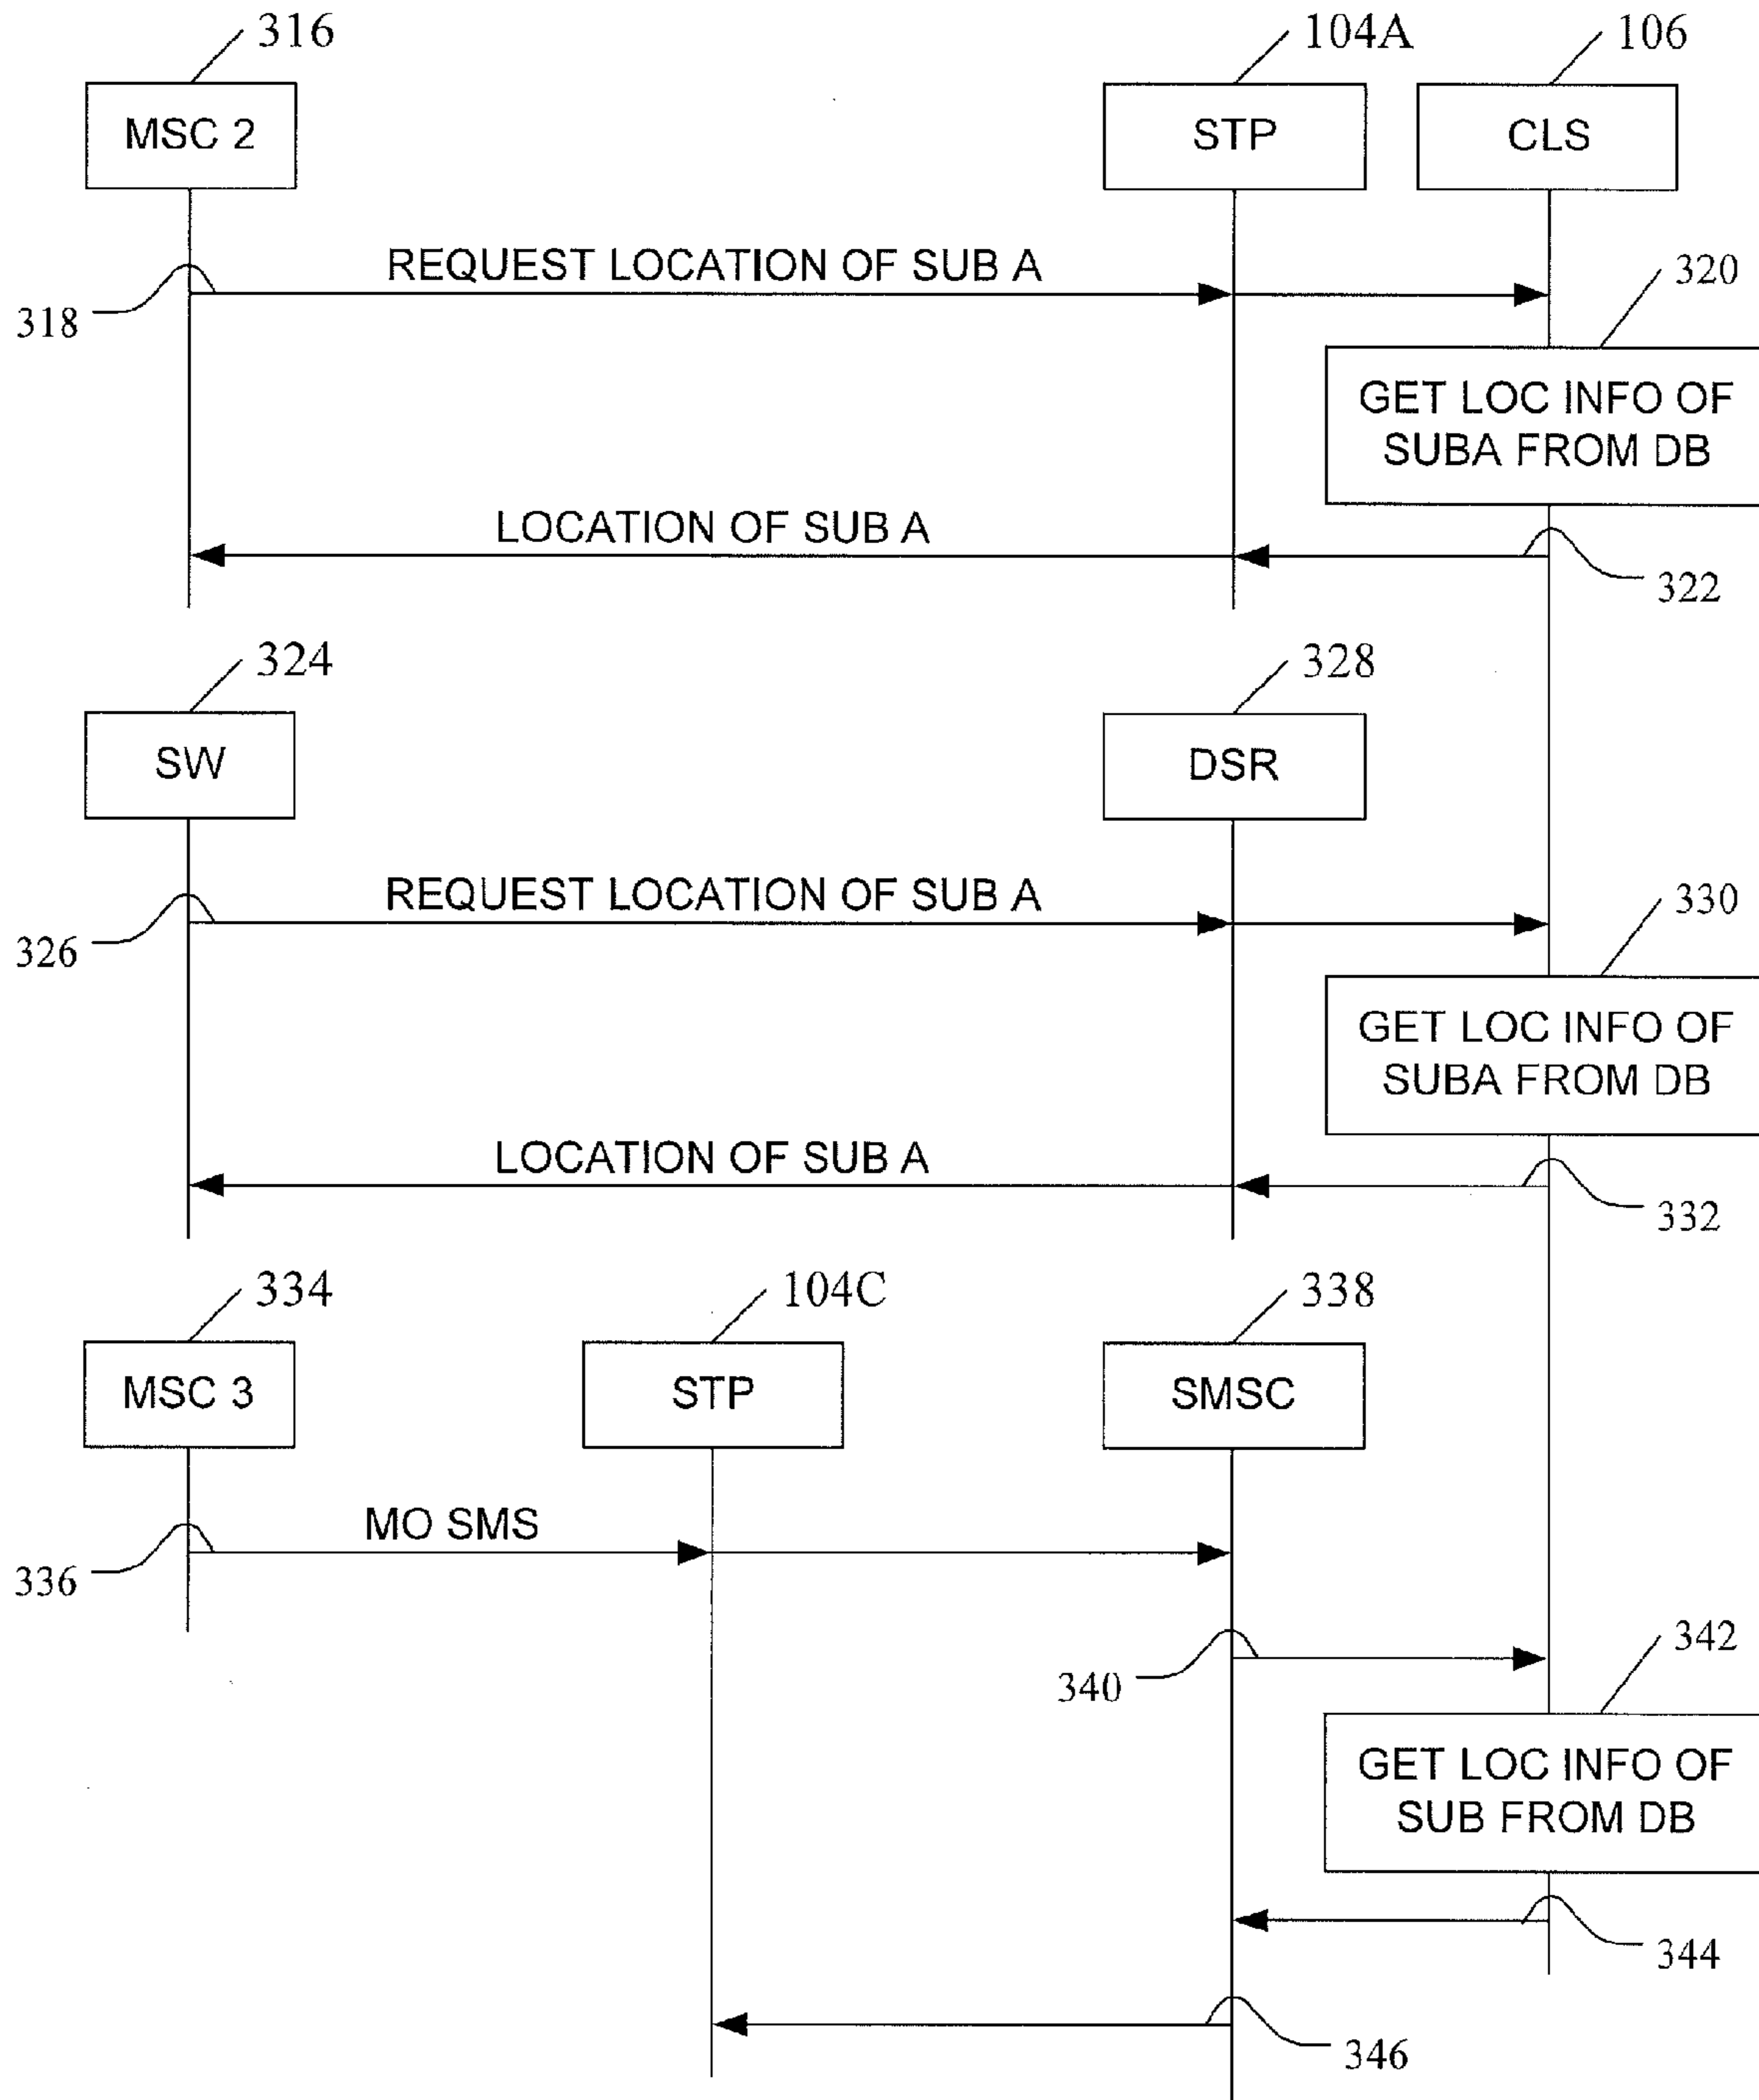 316
104A
106
MSC 2
STP
CLS
REQUEST LOCATION OF SUB A
318
320
GET LOC INFO OF
SUBA FROM DB
LOCATION OF SUB A
322
324
328
SW
DSR
REQUEST LOCATION OF SUB A
326
330
GET LOC INFO OF
SUBA FROM DB
LOCATION OF SUB A
332
334
104C
338
MSC 3
STP
SMSC
MO SMS
336
340
342
GET LOC INFO OF
SUB FROM DB
344
346